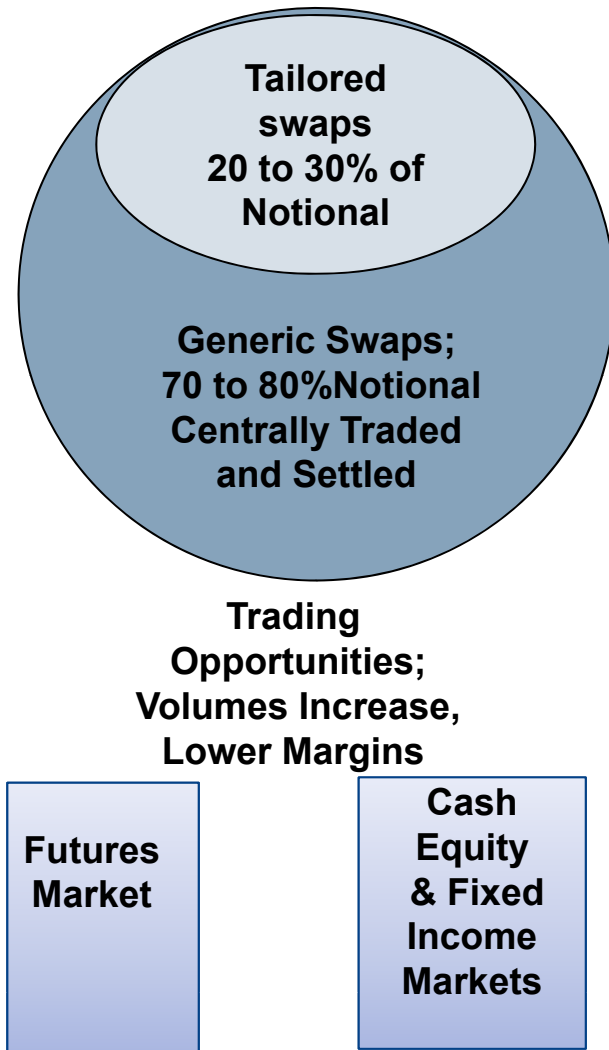 Tailored
swaps
20 to 30% of
Notional
Generic Swaps;
70 to 80%Notional
Centrally Traded
and Settled
Trading
Opportunities;
Volumes Increase,
Lower Margins
Futures
Market
Cash
Equity
& Fixed
Income
Markets